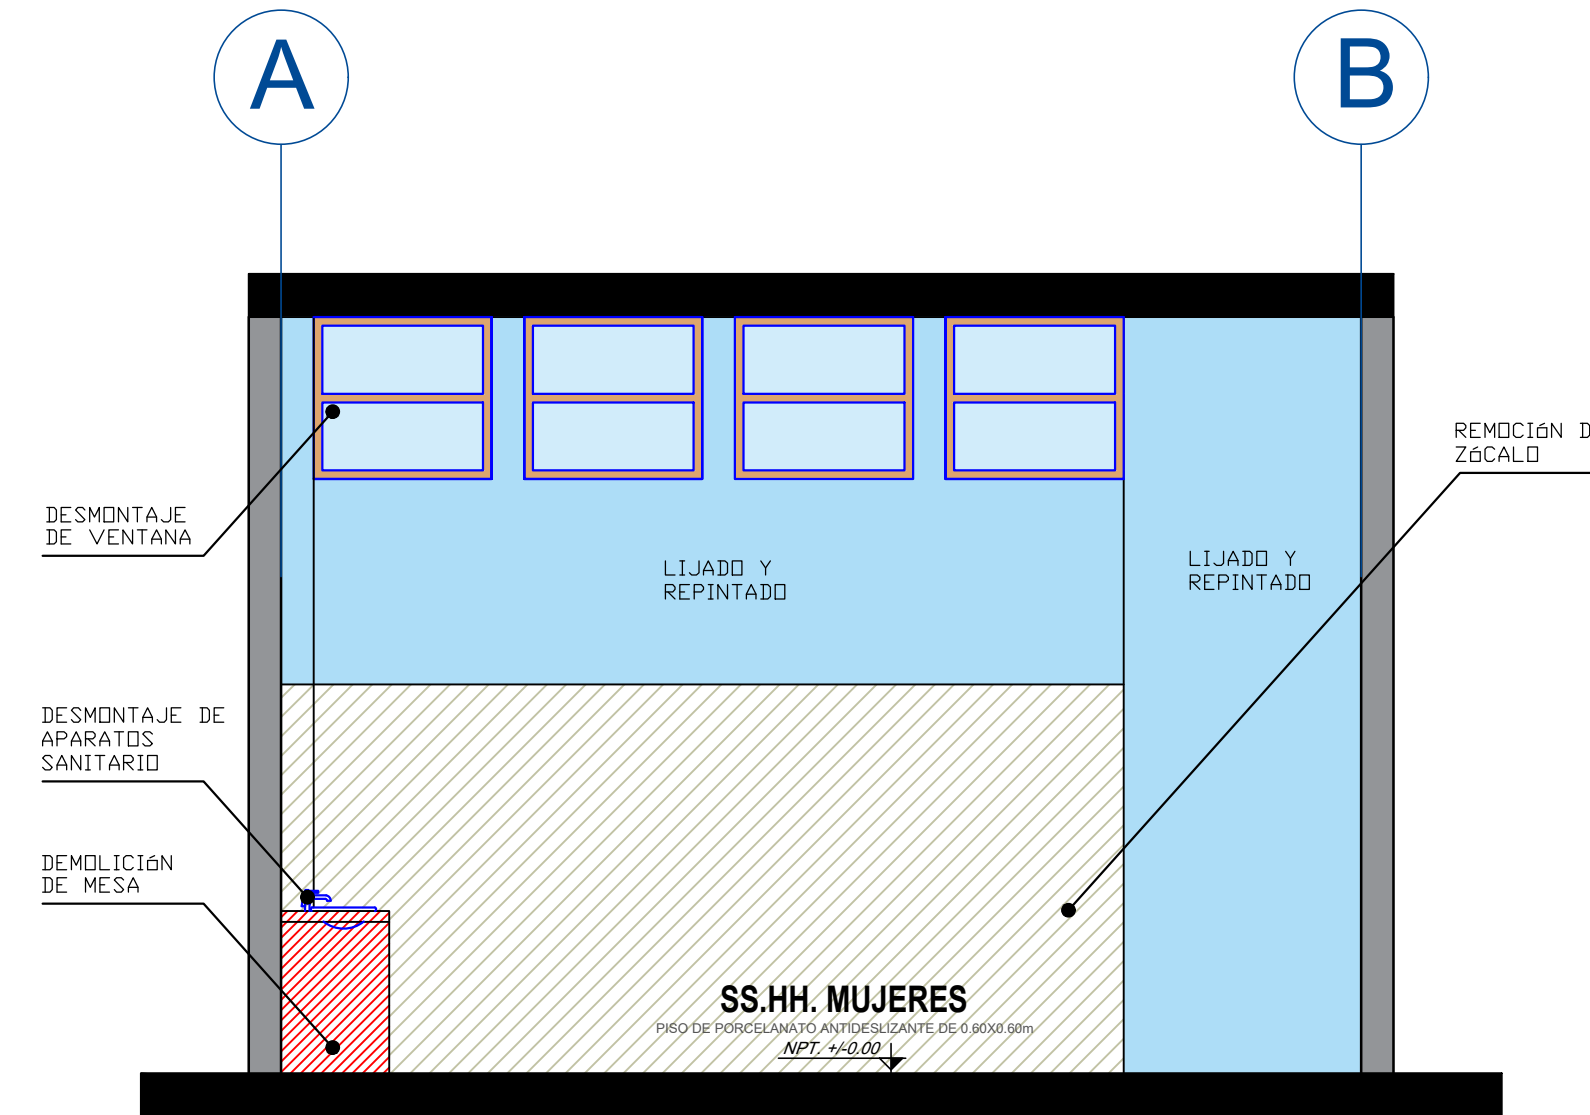 A
B
REMOCIóN D
ZóCALO
DESMONTAJE
DE VENTANA
LIJADO Y
REPINTADO
LIJADO Y
REPINTADO
DESMONTAJE DE
APARATOS
SANITARIO
DEMOLICIóN
DE MESA
SS.HH. MUJERES
PISO DE PORCELANATO ANTIDESLIZANTE DE 0.60X0.60m
NPT. +/-0.00